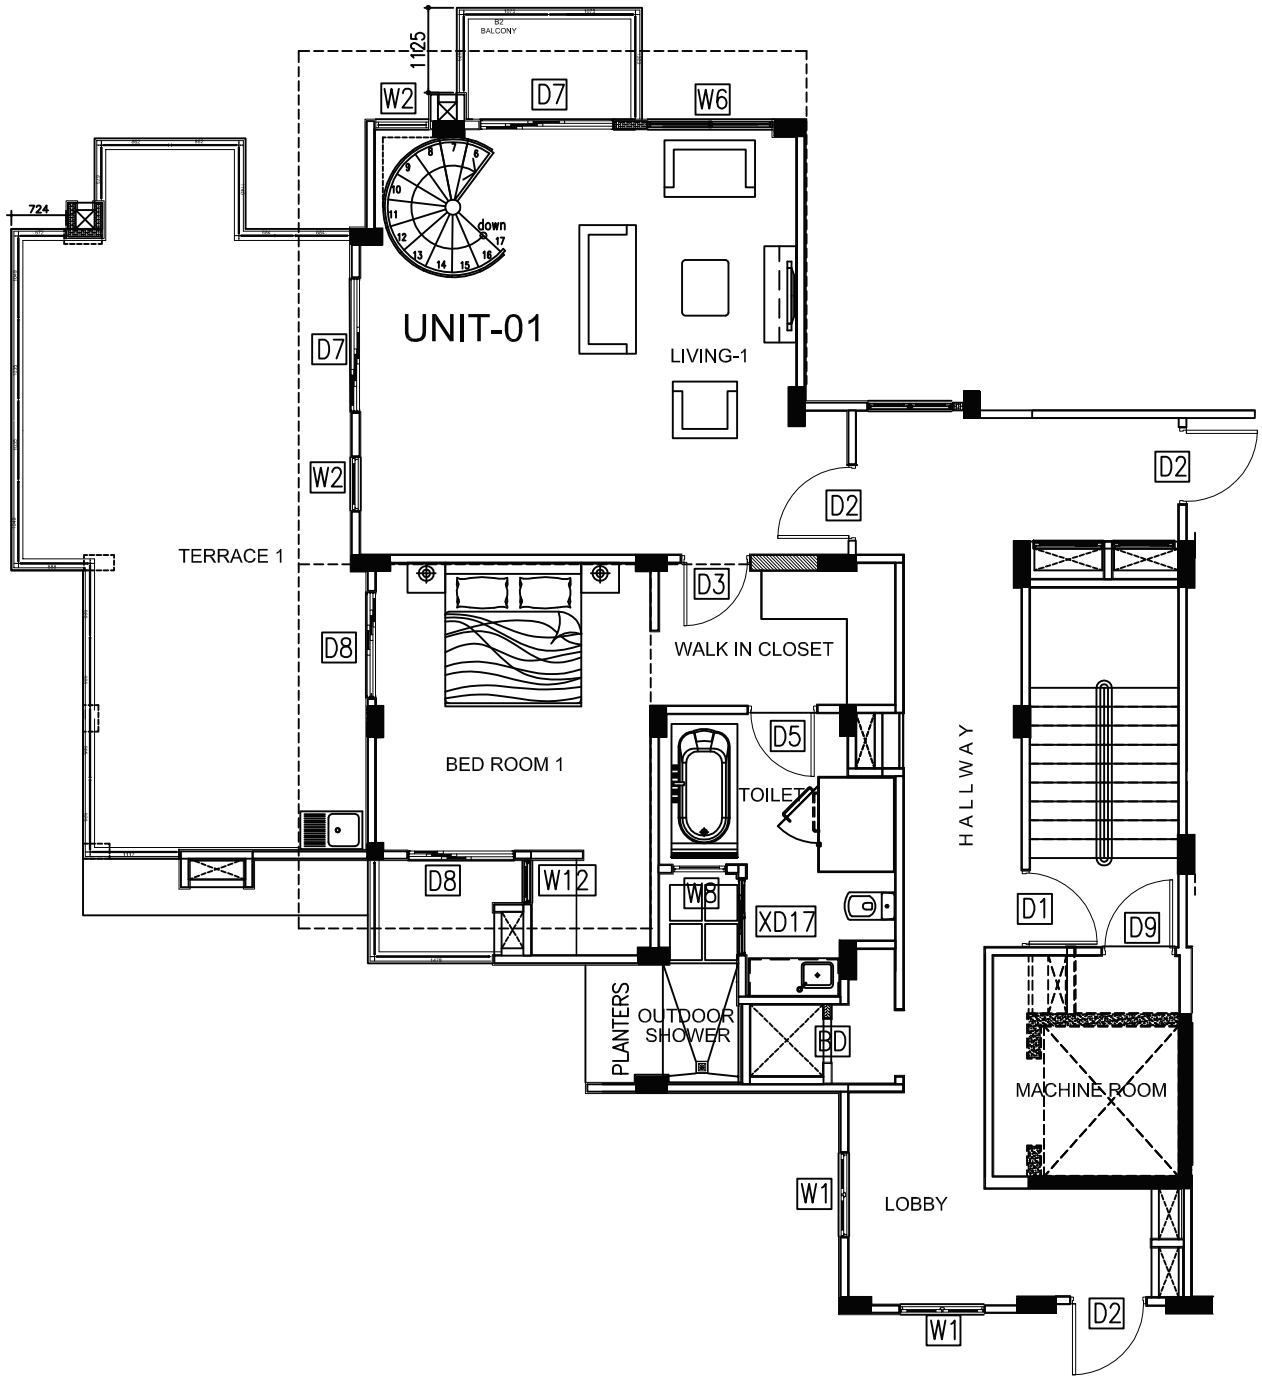 1075
1075
B2
BALCONY
1125
W2
D7
W6
724
6
7
8
9
10
11
12
13
14
15
16
17
down
UNIT-01
D7
LIVING-1
W2
D2
D2
TERRACE 1
D3
D8
WALK IN CLOSET
BED ROOM 1
D5
TOILET
HALLWAY
D8
W12
W8
XD17
D1
D9
PLANTERS
OUTDOOR
SHOWER
BD
MACHINE ROOM
W1
LOBBY
W1
D2